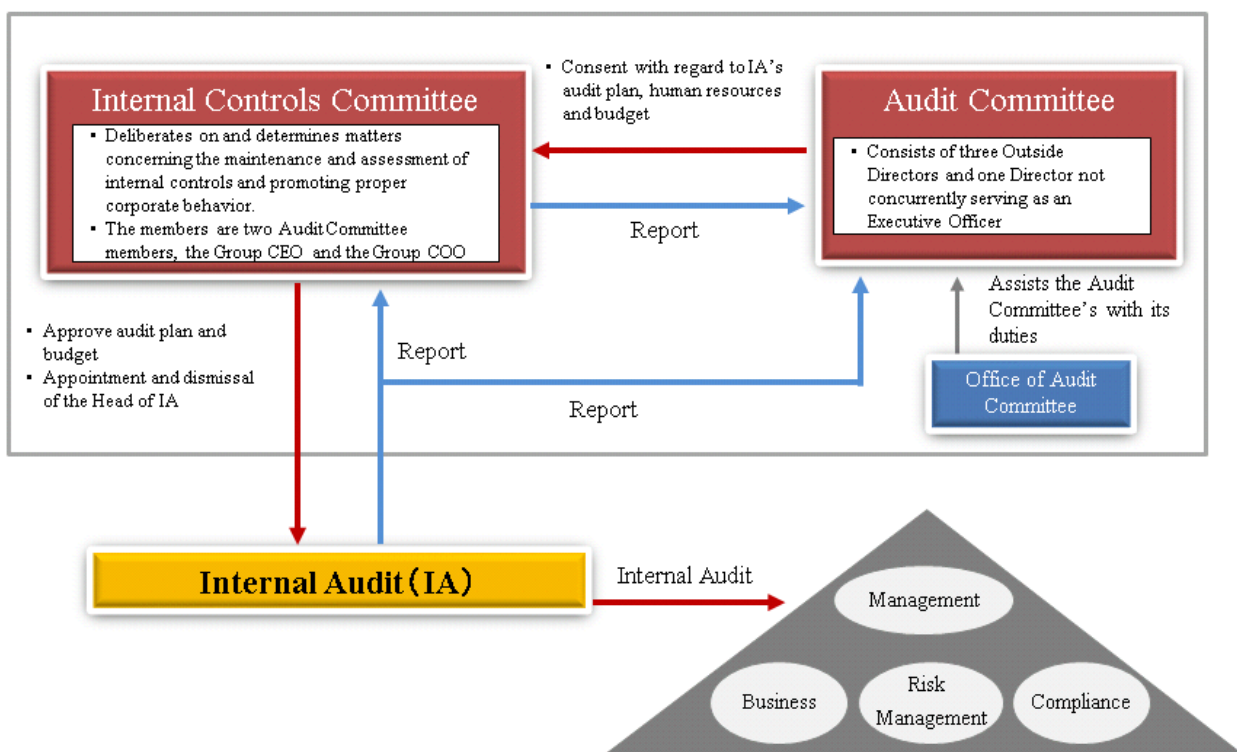 Internal Controls Committee
▪ Deliberates on and determines matters
concerning the maintenance and assessment of
internal controls and promoting proper
corporate behavior.
▪ The members are two Audit Committee
members, the Group CEO and the Group COO
▪ Consent with regard to IA's
audit plan, human resources
and budget
Report
Audit Committee
▪ Consists of three Outside
Directors and one Director not
concurrently serving as an
Executive Officer
▪ Approve audit plan and
budget
▪ Appointment and dismissal
of the Head of IA
Report
Report
Assists the Audit
Committee's with its
duties
Office of Audit
Committee
Internal Audit(IA)
Internal Audit
Management
Business
Risk
Management
Compliance